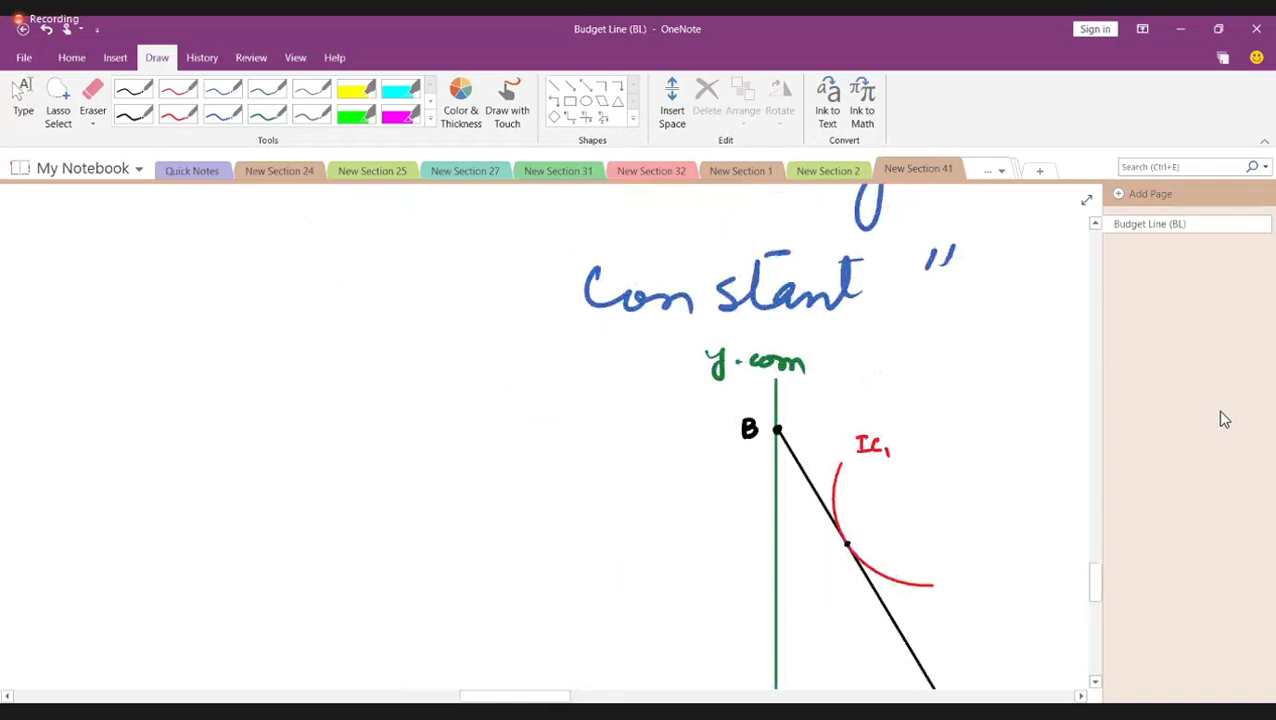 Recording
Budget Line (BL) - OneNote
Sign in
File Home Insert Draw History Review View Help
Type
Lasso Select
Eraser
Color & Thickness
Draw with Touch
Insert Space
Delete
Arrange
Rotate
Ink to Text
Ink to Math
Tools
Shapes
Edit
Convert
My Notebook
Quick Notes
New Section 24
New Section 25
New Section 27
New Section 31
New Section 32
New Section 1
New Section 2
New Section 41
Search (Ctrl+E)
Add Page
Budget Line (BL)
Constant "
y.com
B
IC₁